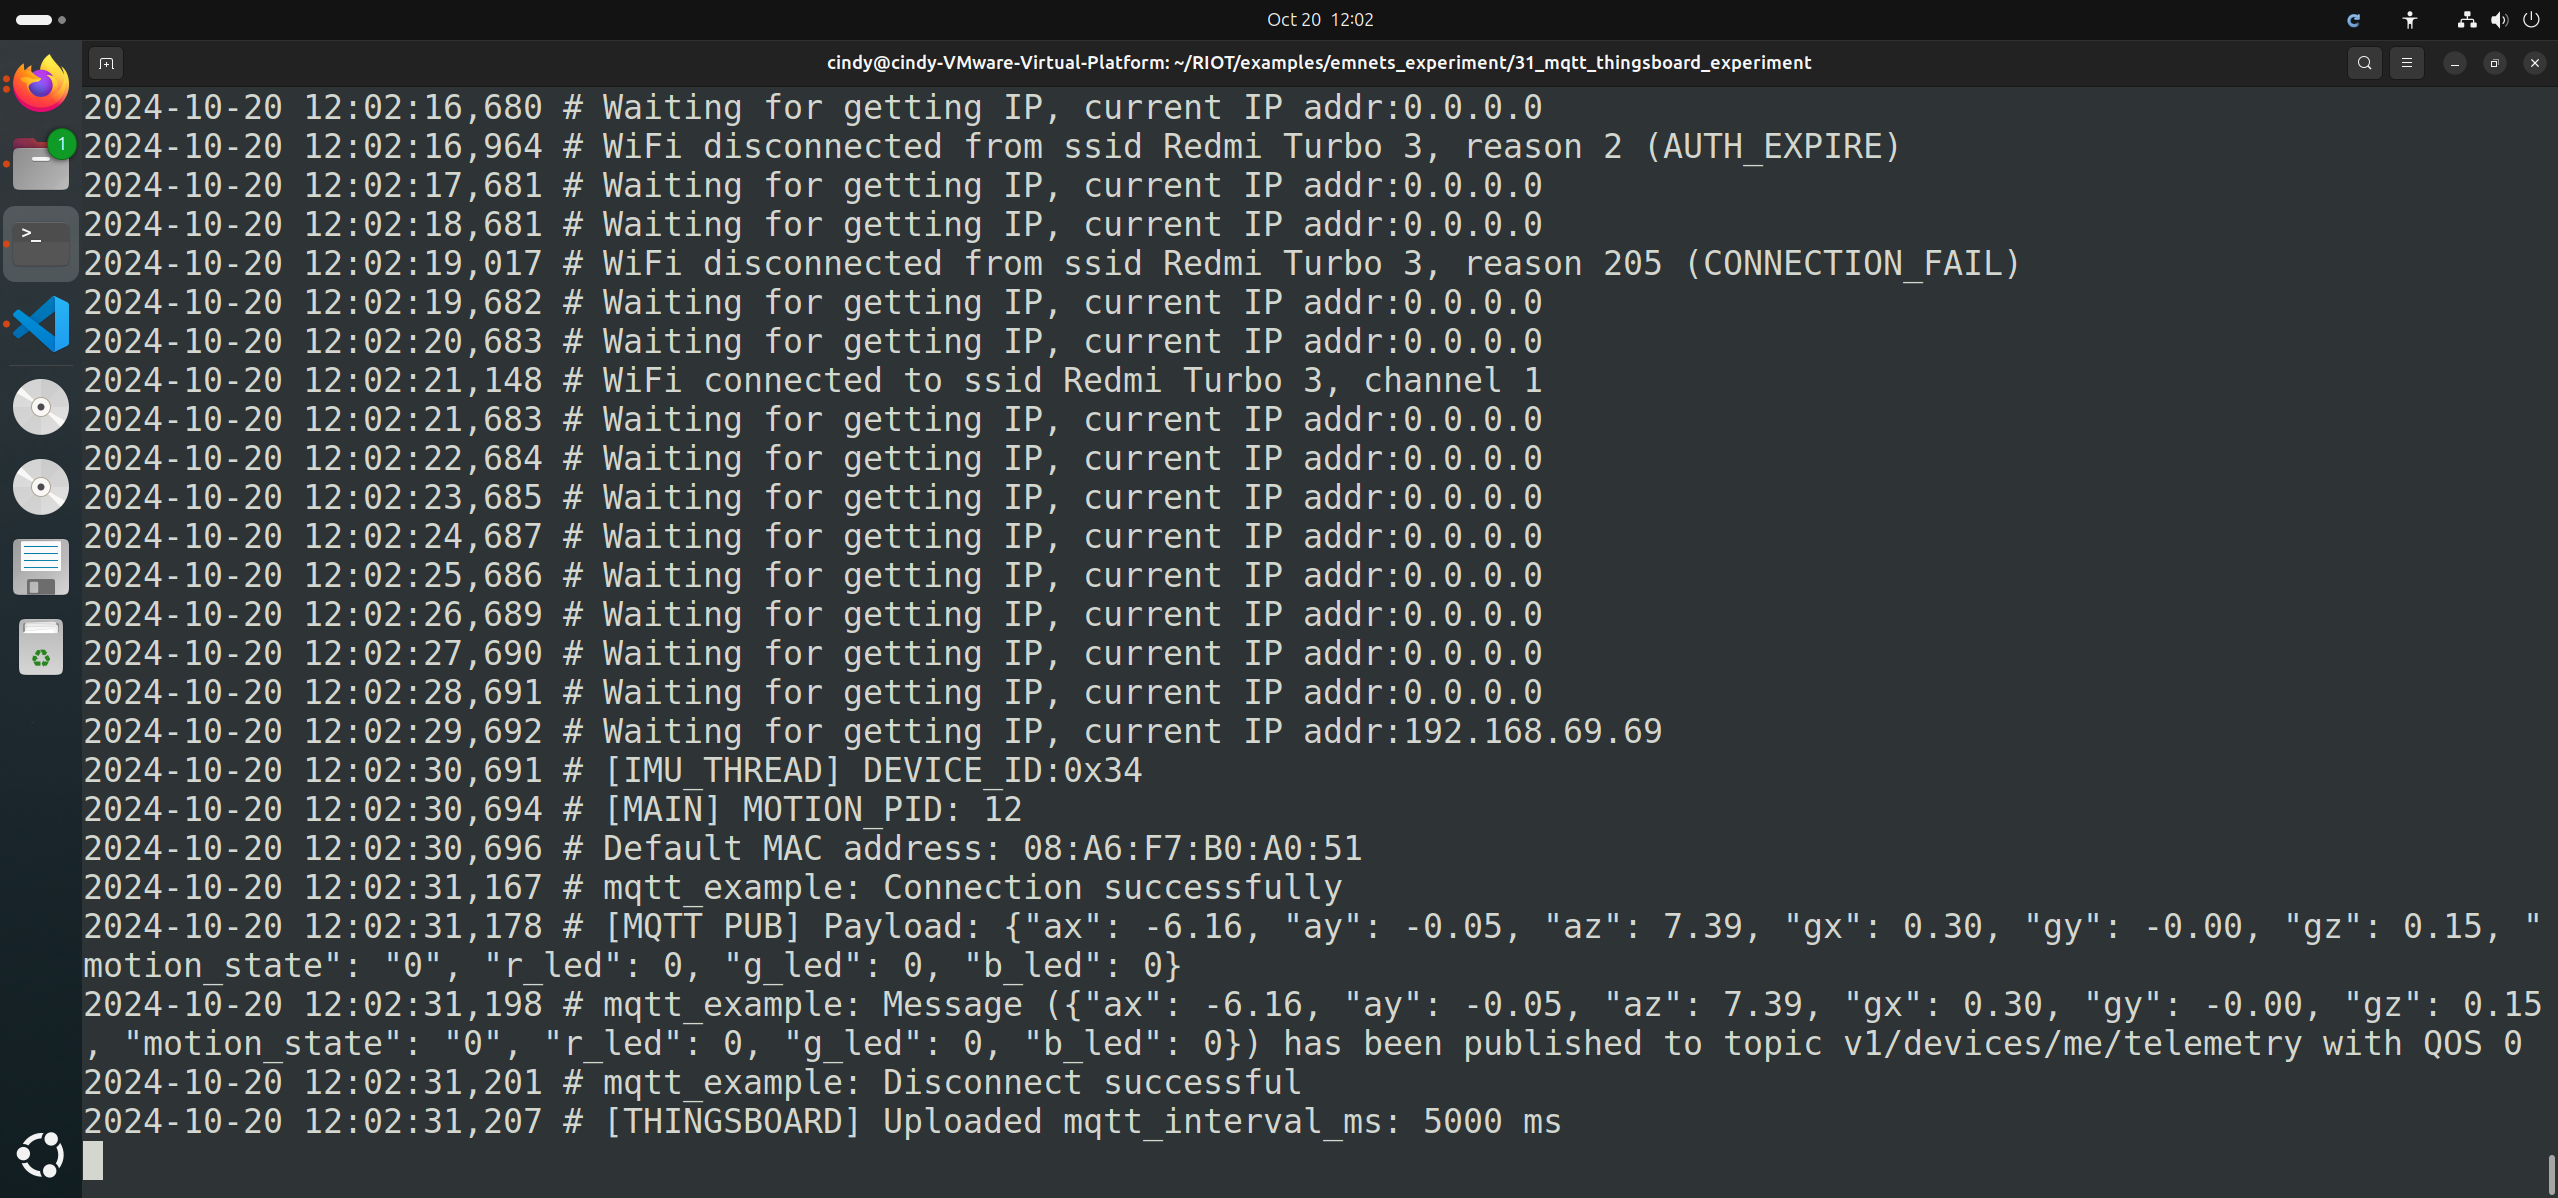 Oct 20 12:02
cindy@cindy-VMware-Virtual-Platform: ~/RIOT/examples/emnets_experiment/31_mqtt_thingsboard_experiment
1
>_
2024-10-20 12:02:16,680 # Waiting for getting IP, current IP addr:0.0.0.0
2024-10-20 12:02:16,964 # WiFi disconnected from ssid Redmi Turbo 3, reason 2 (AUTH_EXPIRE)
2024-10-20 12:02:17,681 # Waiting for getting IP, current IP addr:0.0.0.0
2024-10-20 12:02:18,681 # Waiting for getting IP, current IP addr:0.0.0.0
2024-10-20 12:02:19,017 # WiFi disconnected from ssid Redmi Turbo 3, reason 205 (CONNECTION_FAIL)
2024-10-20 12:02:19,682 # Waiting for getting IP, current IP addr:0.0.0.0
2024-10-20 12:02:20,683 # Waiting for getting IP, current IP addr:0.0.0.0
2024-10-20 12:02:21,148 # WiFi connected to ssid Redmi Turbo 3, channel 1
2024-10-20 12:02:21,683 # Waiting for getting IP, current IP addr:0.0.0.0
2024-10-20 12:02:22,684 # Waiting for getting IP, current IP addr:0.0.0.0
2024-10-20 12:02:23,685 # Waiting for getting IP, current IP addr:0.0.0.0
2024-10-20 12:02:24,687 # Waiting for getting IP, current IP addr:0.0.0.0
2024-10-20 12:02:25,686 # Waiting for getting IP, current IP addr:0.0.0.0
2024-10-20 12:02:26,689 # Waiting for getting IP, current IP addr:0.0.0.0
2024-10-20 12:02:27,690 # Waiting for getting IP, current IP addr:0.0.0.0
2024-10-20 12:02:28,691 # Waiting for getting IP, current IP addr:0.0.0.0
2024-10-20 12:02:29,692 # Waiting for getting IP, current IP addr:192.168.69.69
2024-10-20 12:02:30,691 # [IMU_THREAD] DEVICE_ID:0x34
2024-10-20 12:02:30,694 # [MAIN] MOTION_PID: 12
2024-10-20 12:02:30,696 # Default MAC address: 08:A6:F7:B0:A0:51
2024-10-20 12:02:31,167 # mqtt_example: Connection successfully
2024-10-20 12:02:31,178 # [MQTT PUB] Payload: {"ax": -6.16, "ay": -0.05, "az": 7.39, "gx": 0.30, "gy": -0.00, "gz": 0.15, "
motion_state": "0", "r_led": 0, "g_led": 0, "b_led": 0}
2024-10-20 12:02:31,198 # mqtt_example: Message ({"ax": -6.16, "ay": -0.05, "az": 7.39, "gx": 0.30, "gy": -0.00, "gz": 0.15
, "motion_state": "0", "r_led": 0, "g_led": 0, "b_led": 0}) has been published to topic v1/devices/me/telemetry with QOS 0
2024-10-20 12:02:31,201 # mqtt_example: Disconnect successful
2024-10-20 12:02:31,207 # [THINGSBOARD] Uploaded mqtt_interval_ms: 5000 ms